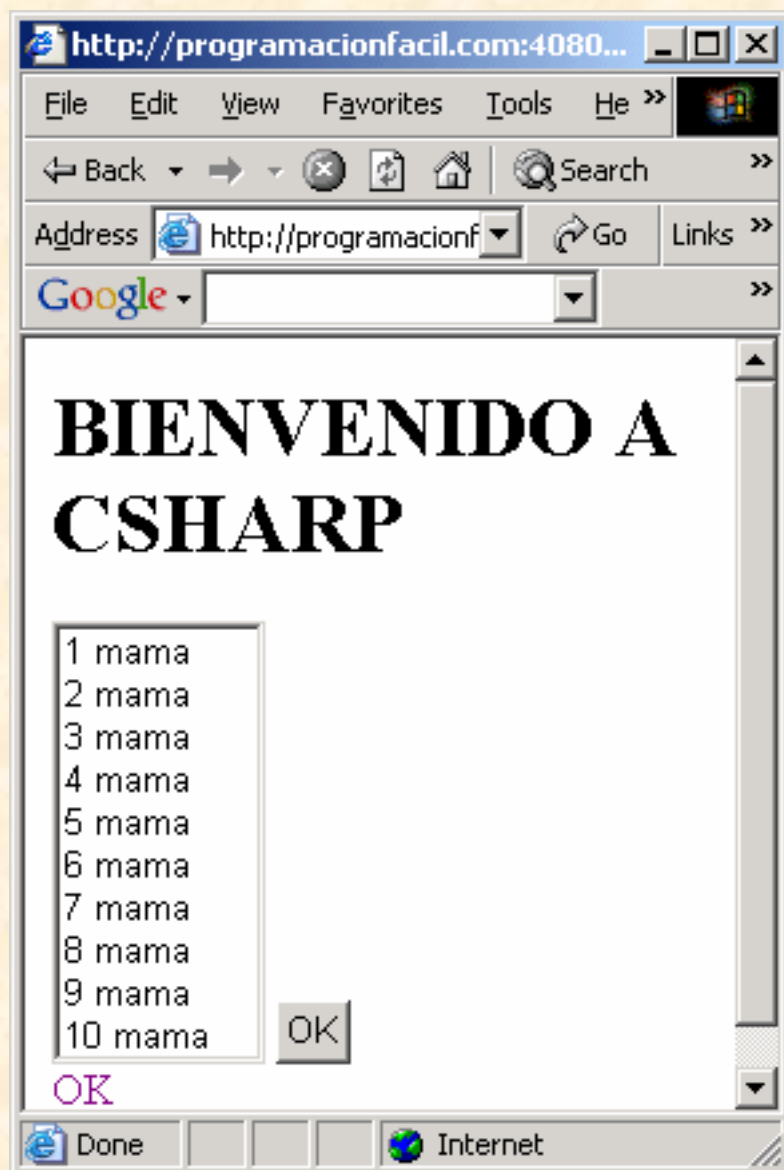 http://programacionfacil.com:4080...
File Edit View Favorites Tools He »
Back Search »
Address http://programacionf Go Links »
Google »
BIENVENIDO A
CSHARP
1 mama
2 mama
3 mama
4 mama
5 mama
6 mama
7 mama
8 mama
9 mama
10 mama OK
OK
Done Internet